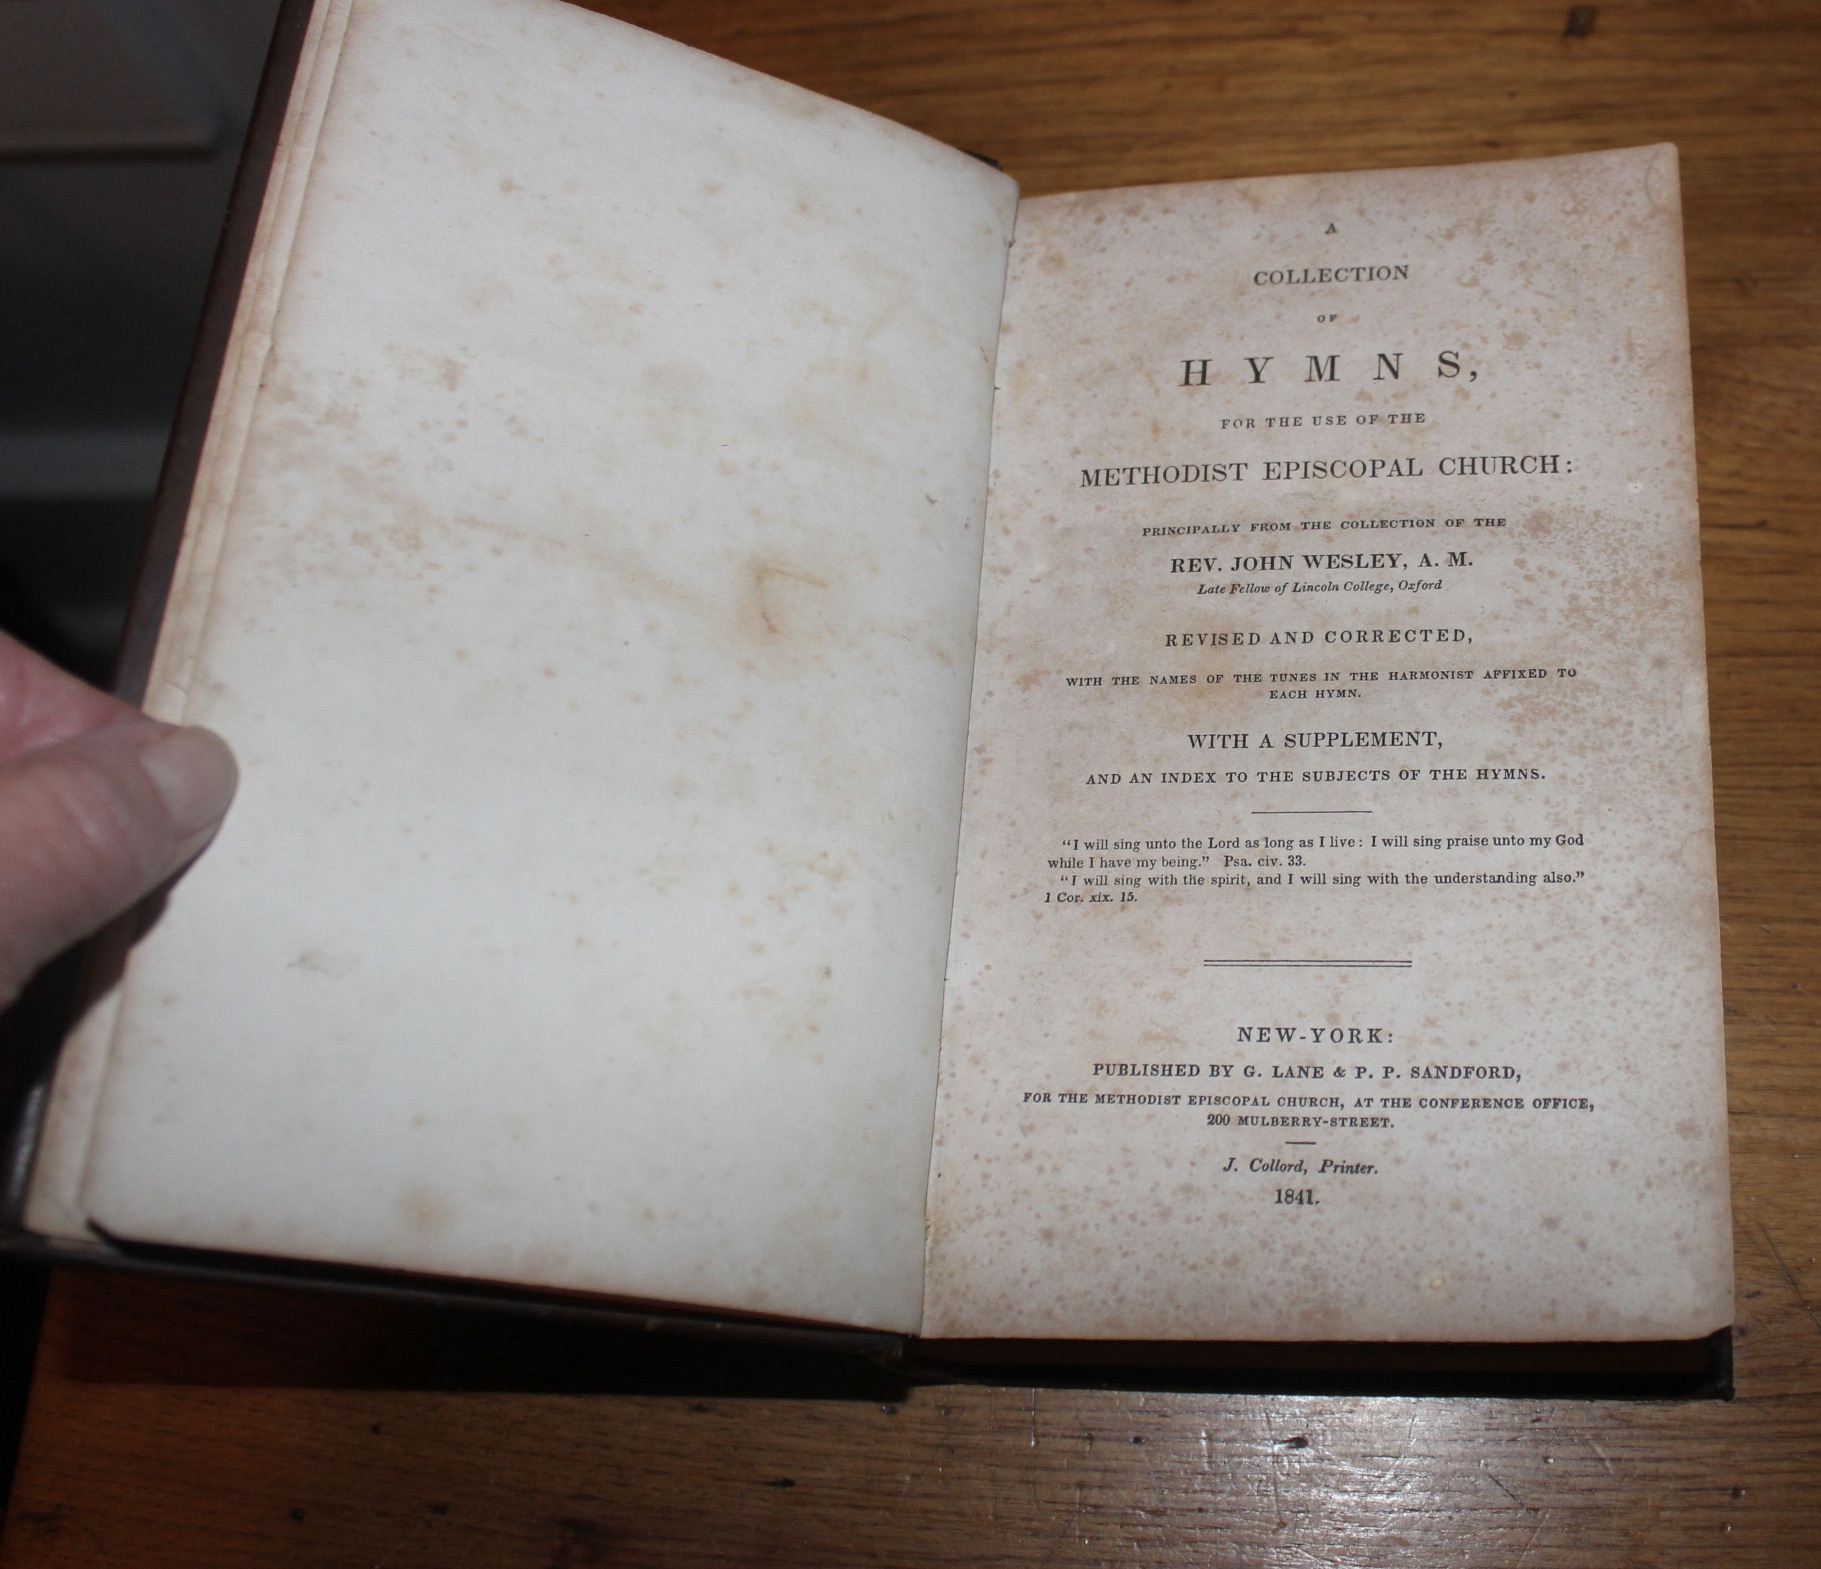 A
COLLECTION
OF
HYMNS,
FOR THE USE OF THE
METHODIST EPISCOPAL CHURCH:
PRINCIPALLY FROM THE COLLECTION OF THE
REV. JOHN WESLEY, A. M.
Late Fellow of Lincoln College, Oxford
REVISED AND CORRECTED,
WITH THE NAMES OF THE TUNES IN THE HARMONIST AFFIXED TO
EACH HYMN.
WITH A SUPPLEMENT,
AND AN INDEX TO THE SUBJECTS OF THE HYMNS.
"I will sing unto the Lord as long as I live: I will sing praise unto my God
while I have my being." Psa. civ. 33.
"I will sing with the spirit, and I will sing with the understanding also."
1 Cor. xix. 15.
NEW-YORK:
PUBLISHED BY G. LANE & P. P. SANDFORD,
FOR THE METHODIST EPISCOPAL CHURCH, AT THE CONFERENCE OFFICE,
200 MULBERRY-STREET.
J. Collord, Printer.
1841.